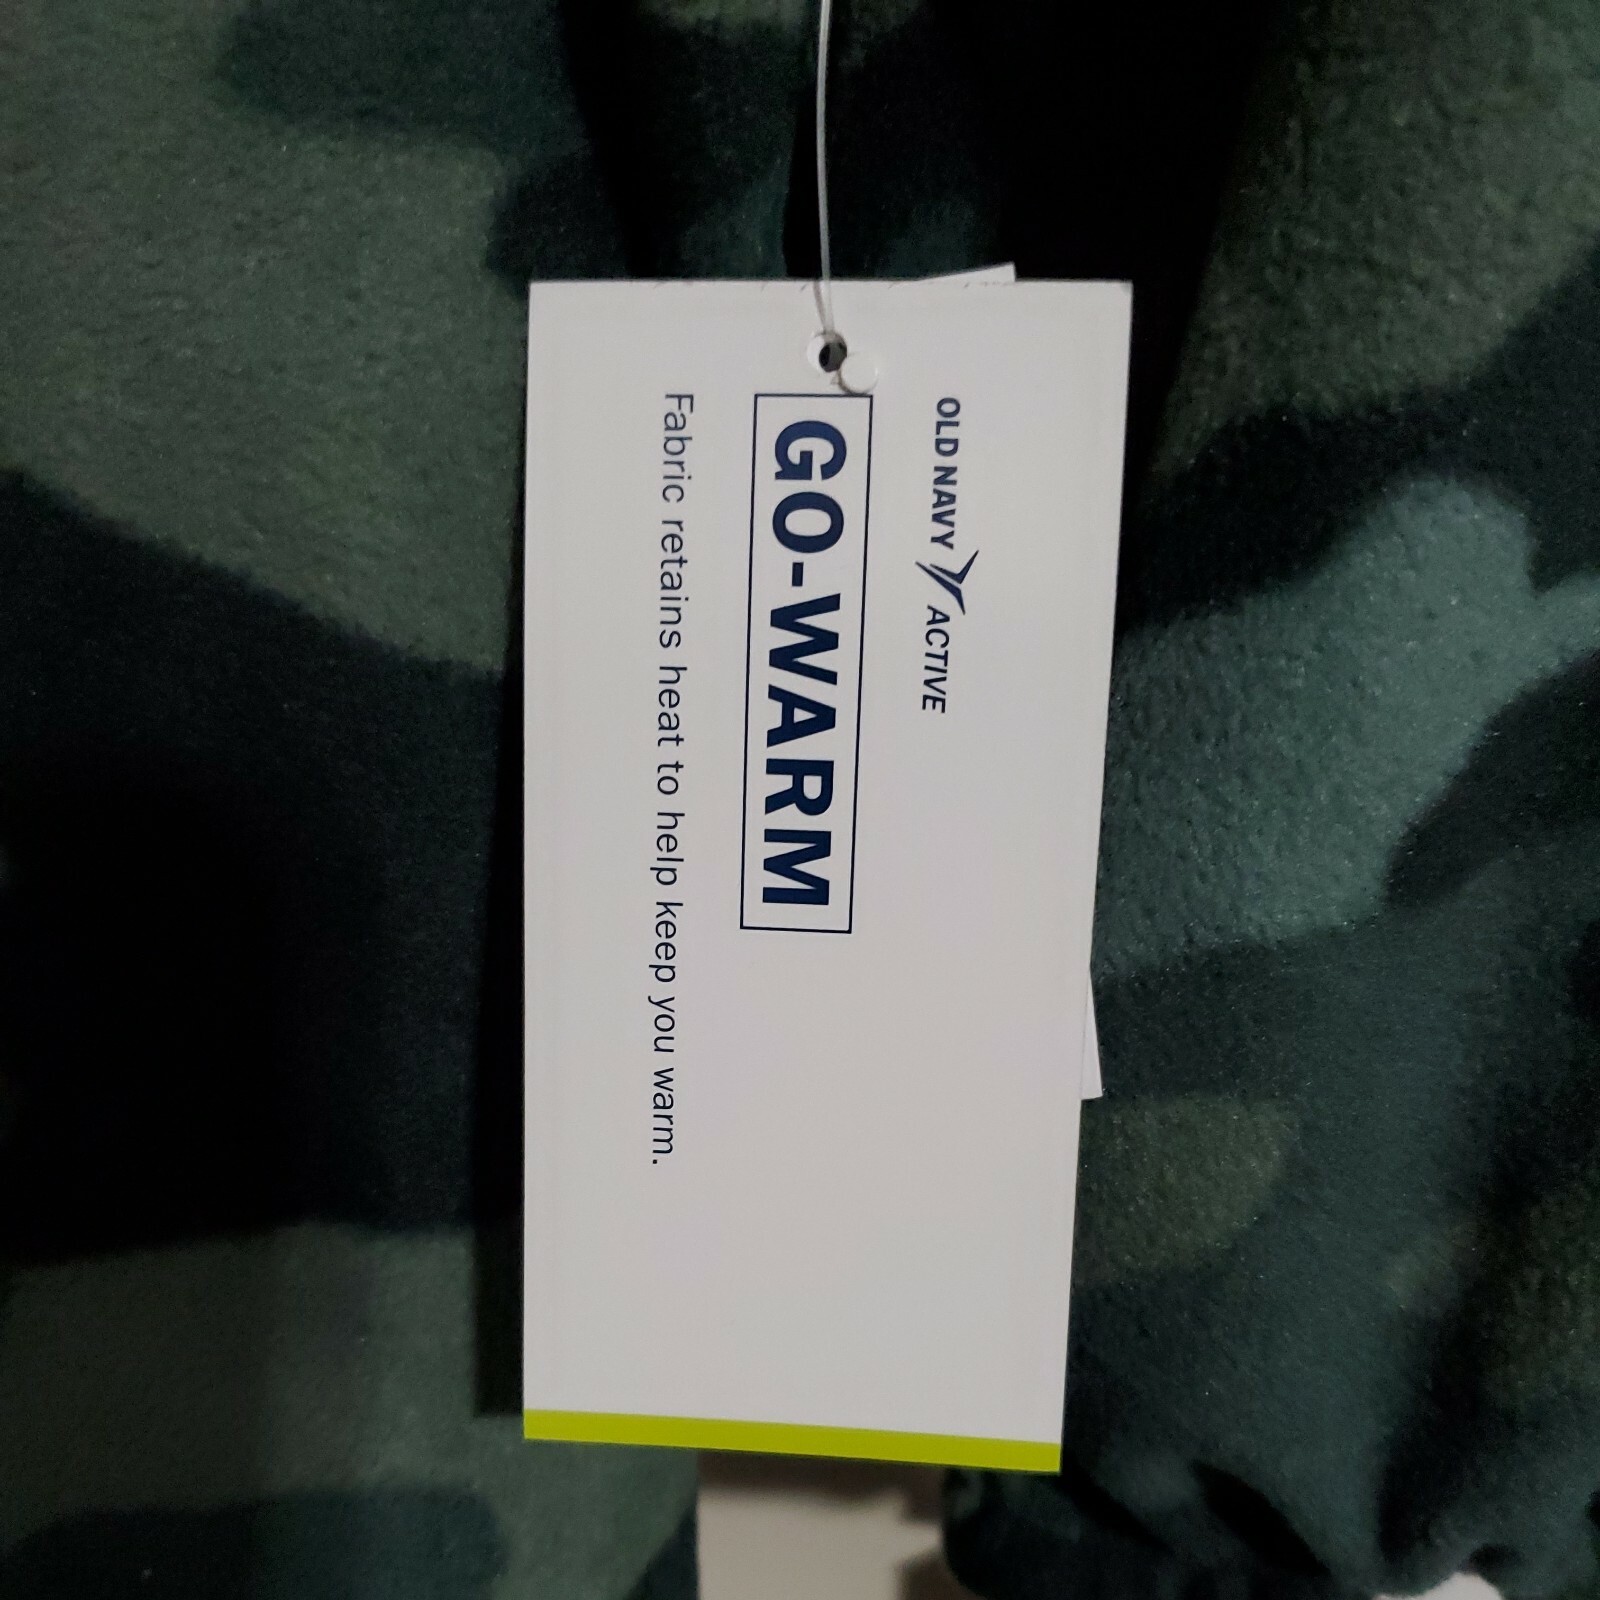 OLD NAVY ACTIVE
GO-WARM
Fabric retains heat to help keep you warm.